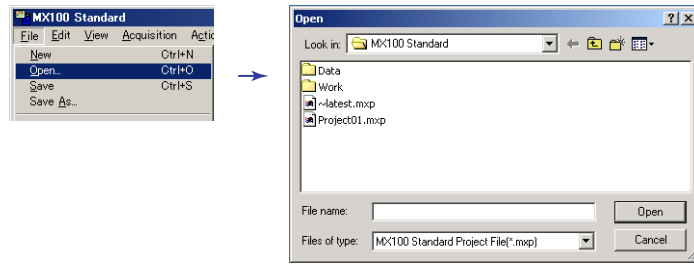 MX100 Standard
File Edit View Acquisition Actic
New Ctrl+N
Open... Ctrl+O
Save Ctrl+S
Save As...
Open
Look in: MX100 Standard
Data
Work
~latest.mxp
Project01.mxp
File name: Open
Files of type: MX100 Standard Project File(*.mxp) Cancel